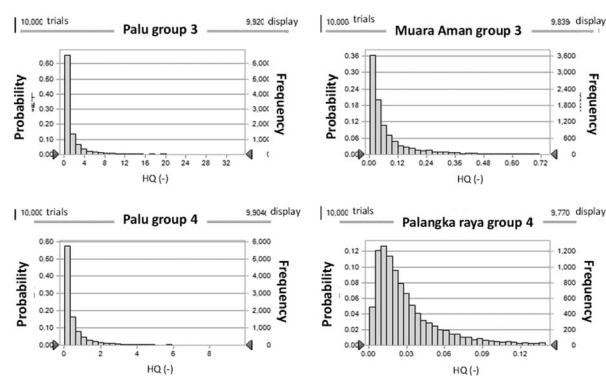 10,000 trials
Palu group 3
9,920 display
Probability
0.60
0.50
0.40
0.30
0.20
0.10
0.00
6,000
5,000
4,000
3,000
2,000
1,000
Frequency
0 4 8 12 16 20 24 28 32
HQ (-)
10,000 trials
Muara Aman group 3
9,839 display
Probability
0.36
0.30
0.24
0.18
0.12
0.06
0.00
3,600
3,000
2,400
1,800
1,200
600
0
Frequency
0.00 0.12 0.24 0.36 0.48 0.60 0.72
HQ (-)
10,000 trials
Palu group 4
9,904 display
Probability
0.60
0.50
0.40
0.30
0.20
0.10
0.00
6,000
5,000
4,000
3,000
2,000
1,000
0
Frequency
0 2 4 6 8
HQ (-)
10,000 trials
Palangka raya group 4
9,770 display
Probability
0.12
0.10
0.08
0.06
0.04
0.02
0.00
1,200
1,000
800
600
400
200
0
Frequency
0.00 0.03 0.06 0.09 0.12
HQ (-)